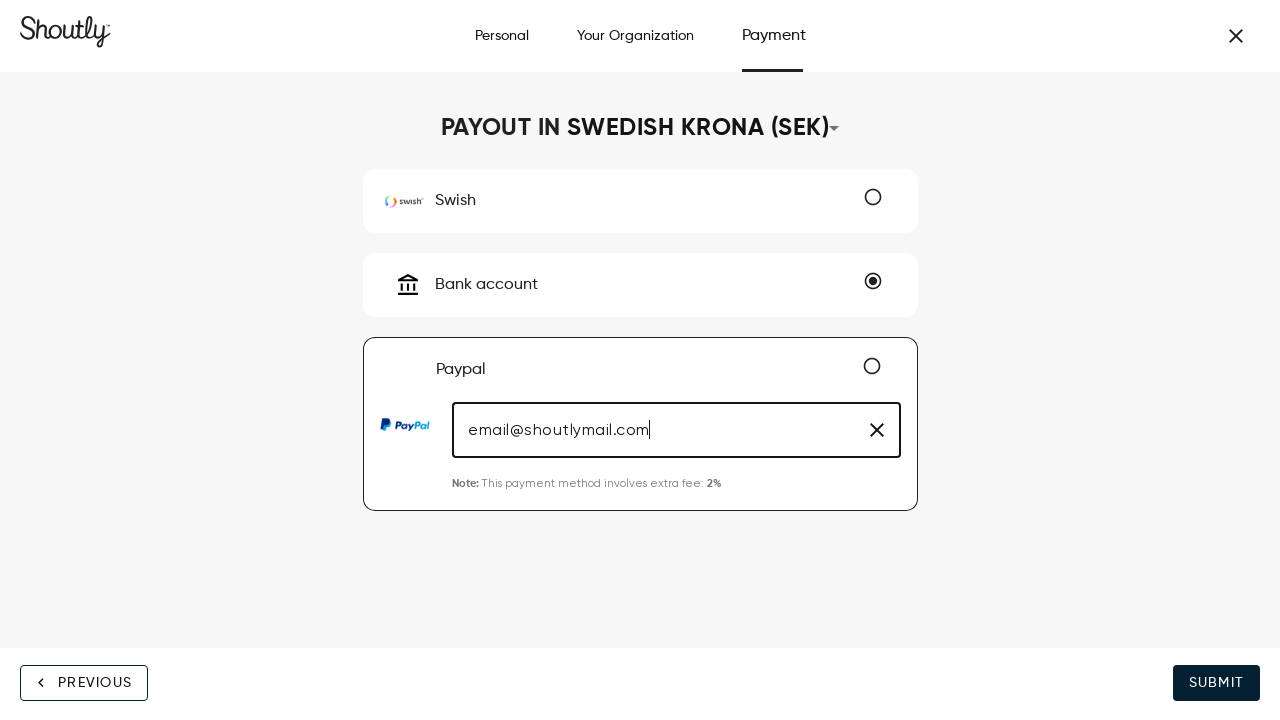 Shoutly™
Personal
Your Organization
Payment
PAYOUT IN SWEDISH KRONA (SEK)
swish®
Swish
Bank account
Paypal
PayPal
email@shoutlymail.com
Note: This payment method involves extra fee: 2%
PREVIOUS
SUBMIT